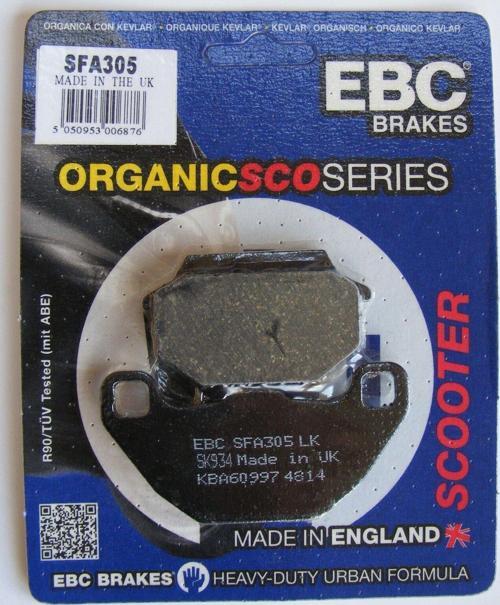 ORGANICA CON KEVLAR · ORGANIQUE KEVLAR · KEVLAR ORGANISCH · ORGANICO KEVLAR
SFA305
MADE IN THE UK
5 050953 006876
EBC
BRAKES
ORGANICSCOSERIES
R90/TÜV Tested (mit ABE)
SCOOTER
EBC SFA305 LK
SK934 Made in UK
KBA60997 4814
MADE IN ENGLAND
EBC BRAKES HEAVY-DUTY URBAN FORMULA